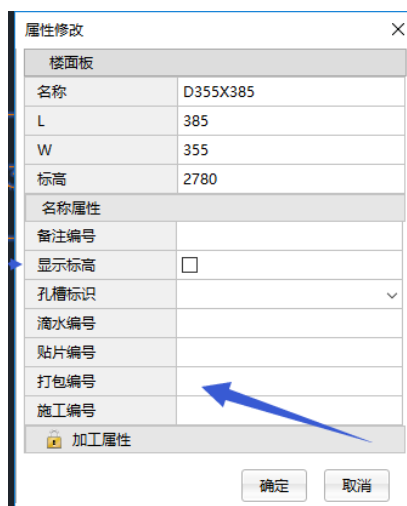 属性修改
楼面板
名称 D355X385
L 385
W 355
标高 2780
名称属性
备注编号
显示标高
孔槽标识
滴水编号
贴片编号
打包编号
施工编号
加工属性
确定 取消